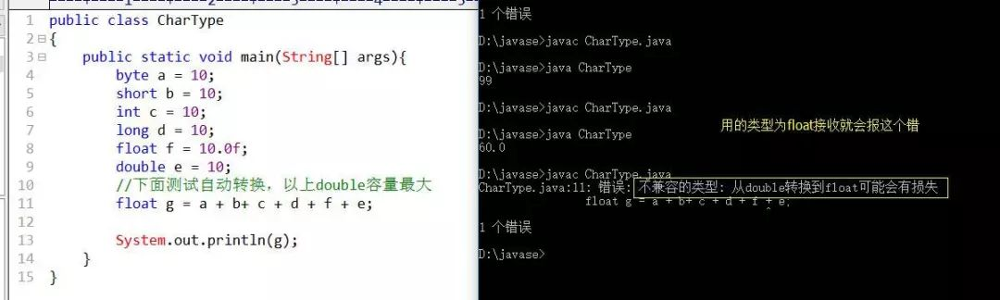 ----+----1----+----2----+----3----+----4----+----5--
1 public class CharType
2 {
3 public static void main(String[] args){
4 byte a = 10;
5 short b = 10;
6 int c = 10;
7 long d = 10;
8 float f = 10.0f;
9 double e = 10;
10 //下面测试自动转换，以上double容量最大
11 float g = a + b+ c + d + f + e;
12
13 System.out.println(g);
14 }
15 }
1 个错误
D:\javase>javac CharType.java
D:\javase>java CharType
99
D:\javase>javac CharType.java
用的类型为float接收就会报这个错
D:\javase>java CharType
60.0
D:\javase>javac CharType.java
CharType.java:11: 错误: 不兼容的类型: 从double转换到float可能会有损失
float g = a + b+ c + d + f + e;
^
1 个错误
D:\javase>